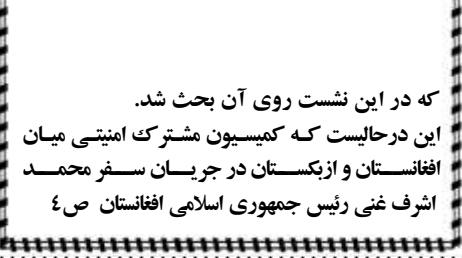 که در این نشست روی آن بحث شد.
این درحالیست که کمیسیون مشترک امنیتی میان
افغانستان و ازبکستان در جریان سفر محمد
اشرف غنی رئیس جمهوری اسلامی افغانستان ص٤